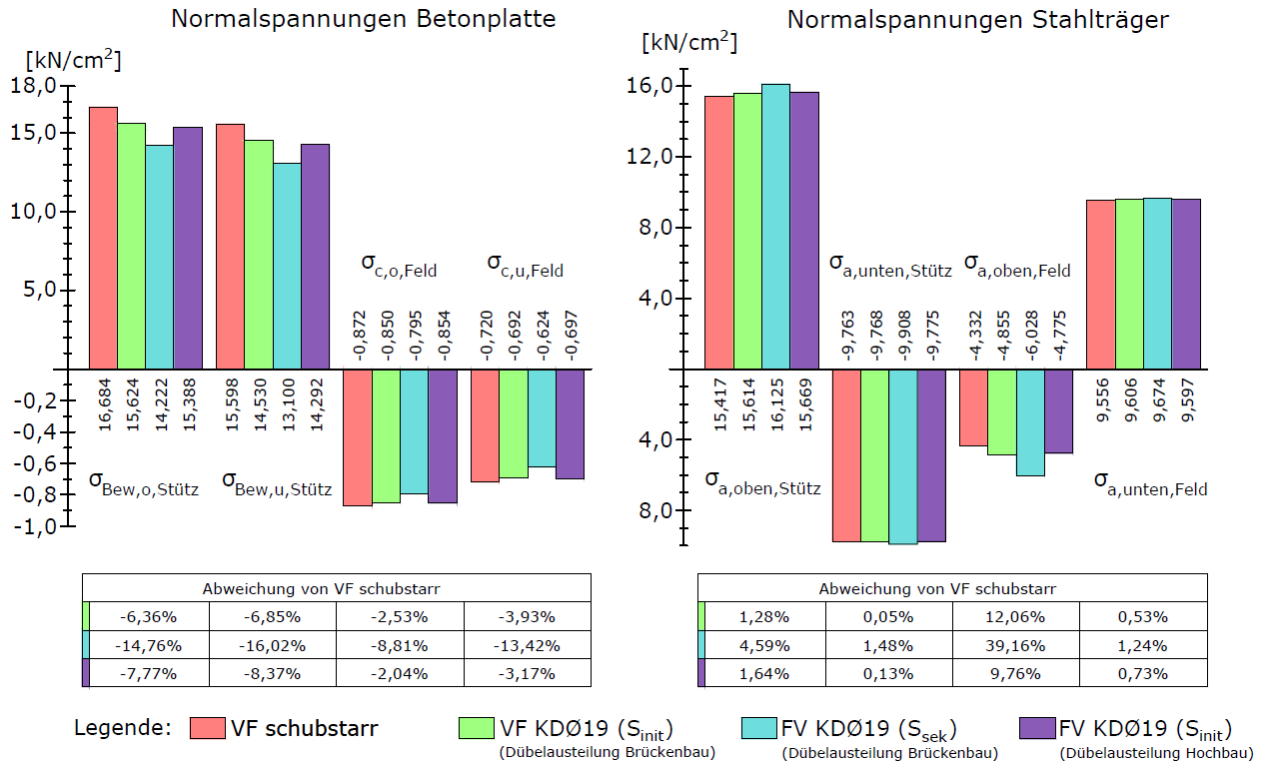 Normalspannungen Betonplatte
[kN/cm²]
18,0
15,0
10,0
5,0
-0,2
-0,4
-0,6
-0,8
-1,0
16,684
15,624
14,222
15,388
15,598
14,530
13,100
14,292
σBew,o,Stütz
σBew,u,Stütz
σc,o,Feld
σc,u,Feld
-0,872
-0,850
-0,795
-0,854
-0,720
-0,692
-0,624
-0,697
Abweichung von VF schubstarr
-6,36% -6,85% -2,53% -3,93%
-14,76% -16,02% -8,81% -13,42%
-7,77% -8,37% -2,04% -3,17%
Normalspannungen Stahlträger
[kN/cm²]
16,0
12,0
8,0
4,0
4,0
8,0
σa,unten,Stütz
σa,oben,Feld
-9,763
-9,768
-9,908
-9,775
-4,332
-4,855
-6,028
-4,775
15,417
15,614
16,125
15,669
9,556
9,606
9,674
9,597
σa,oben,Stütz
σa,unten,Feld
Abweichung von VF schubstarr
1,28% 0,05% 12,06% 0,53%
4,59% 1,48% 39,16% 1,24%
1,64% 0,13% 9,76% 0,73%
Legende: VF schubstarr
VF KDØ19 (Sinit)
(Dübelausteilung Brückenbau)
FV KDØ19 (Ssek)
(Dübelausteilung Brückenbau)
FV KDØ19 (Sinit)
(Dübelausteilung Hochbau)